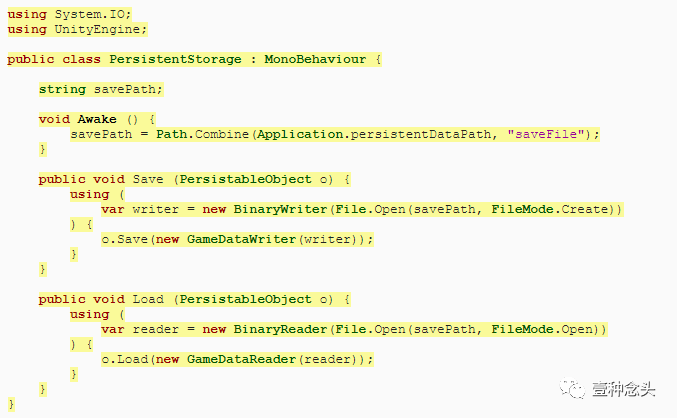 using System.IO;
using UnityEngine;

public class PersistentStorage : MonoBehaviour {

    string savePath;

    void Awake () {
        savePath = Path.Combine(Application.persistentDataPath, "saveFile");
    }

    public void Save (PersistableObject o) {
        using (
            var writer = new BinaryWriter(File.Open(savePath, FileMode.Create))
        ) {
            o.Save(new GameDataWriter(writer));
        }
    }

    public void Load (PersistableObject o) {
        using (
            var reader = new BinaryReader(File.Open(savePath, FileMode.Open))
        ) {
            o.Load(new GameDataReader(reader));
        }
    }
}
壹种念头